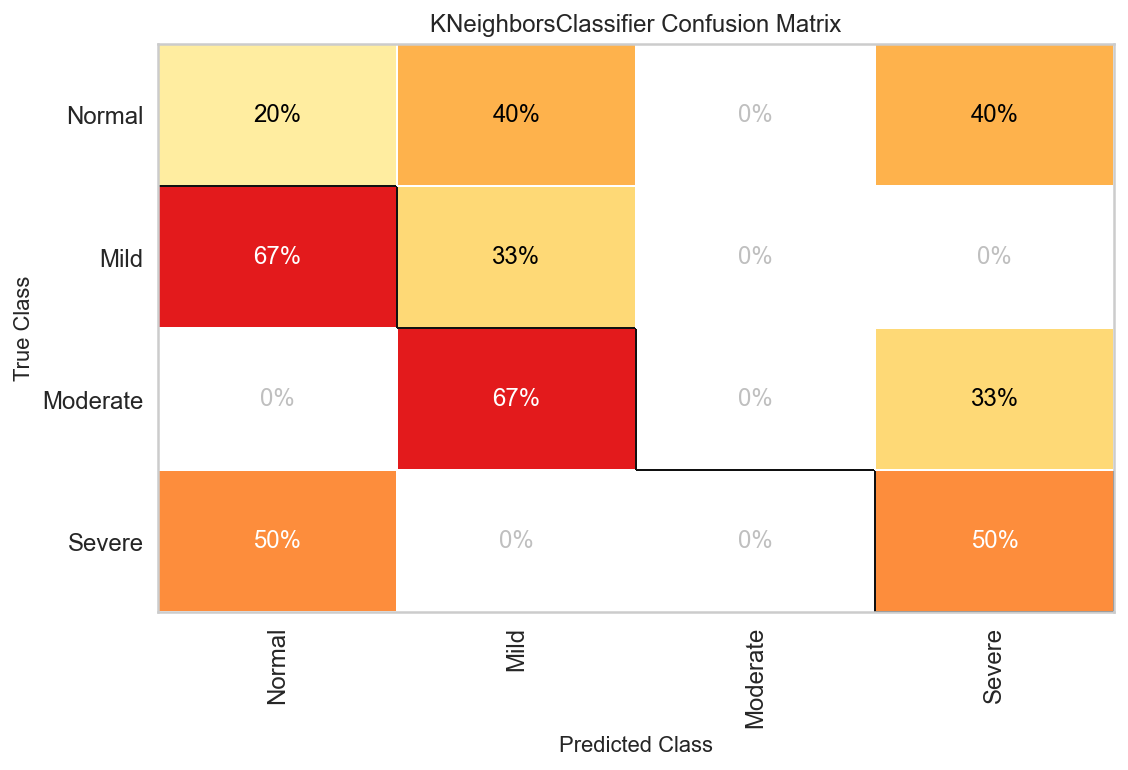 KNeighborsClassifier Confusion Matrix
True Class
Normal 20% 40% 0% 40%
Mild 67% 33% 0% 0%
Moderate 0% 67% 0% 33%
Severe 50% 0% 0% 50%
Normal Mild Moderate Severe
Predicted Class